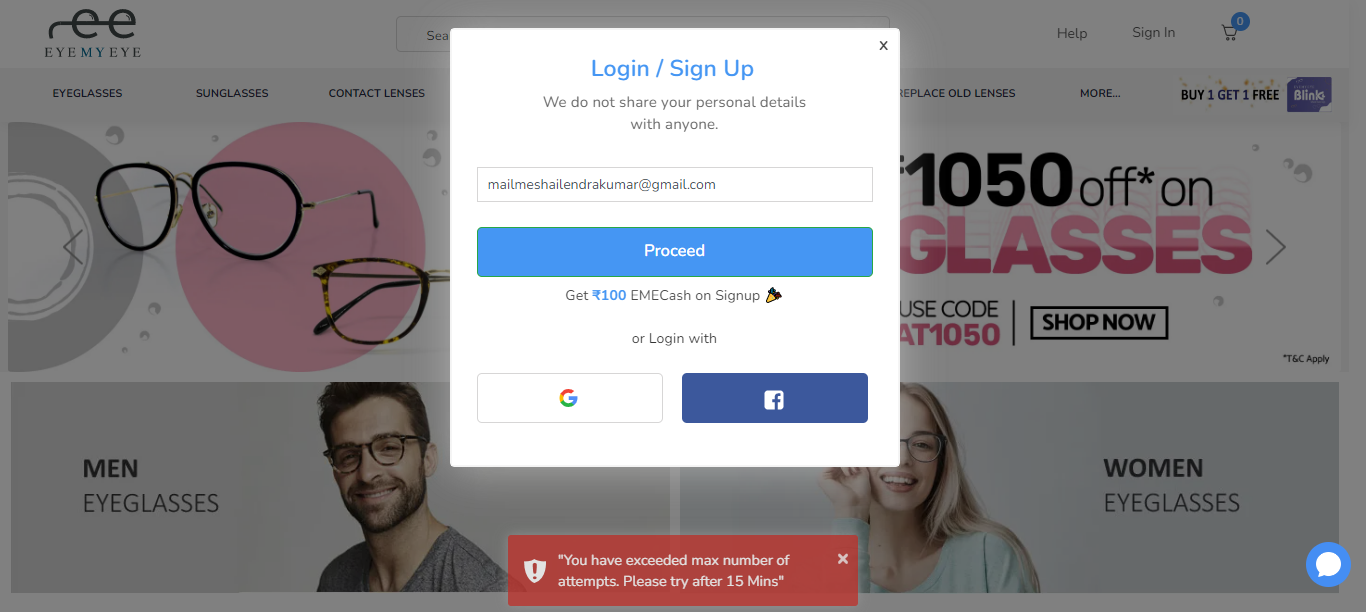 EYE MY EYE
Sea
Help
Sign In
0
EYEGLASSES
SUNGLASSES
CONTACT LENSES
REPLACE OLD LENSES
MORE...
BUY 1 GET 1 FREE
Blink+
x
Login / Sign Up
We do not share your personal details
with anyone.
mailmeshailendrakumar@gmail.com
Proceed
Get ₹100 EMECash on Signup
or Login with
₹1050 off* on
GLASSES
USE CODE
AT1050
SHOP NOW
*T&C Apply
MEN
EYEGLASSES
WOMEN
EYEGLASSES
"You have exceeded max number of
attempts. Please try after 15 Mins"
×